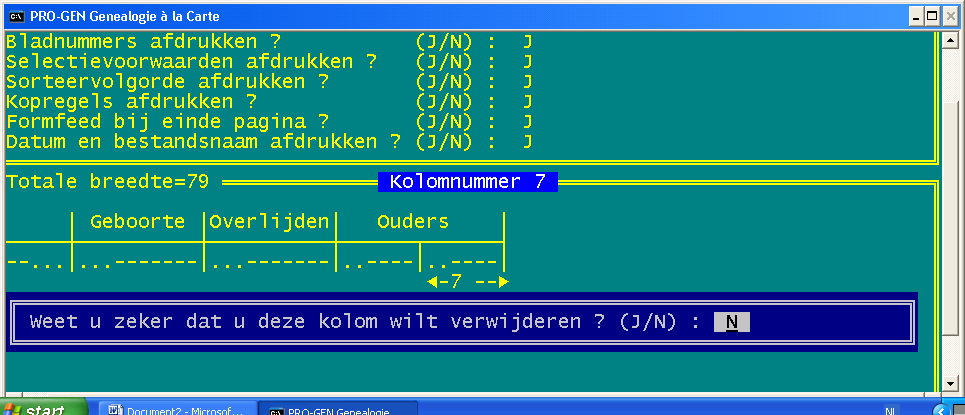 PRO-GEN Genealogie à la Carte
Bladnummers afdrukken ? (J/N) : J
Selectievoorwaarden afdrukken ? (J/N) : J
Sorteervolgorde afdrukken ? (J/N) : J
Kopregels afdrukken ? (J/N) : J
Formfeed bij einde pagina ? (J/N) : J
Datum en bestandsnaam afdrukken ? (J/N) : J
Totale breedte=79 Kolomnummer 7
Geboorte Overlijden Ouders
--... ...------- ...------- ..---- ..----
◄-7 --►
Weet u zeker dat u deze kolom wilt verwijderen ? (J/N) : N
start Document2 - Microsof... PRO-GEN Genealogie ... NL